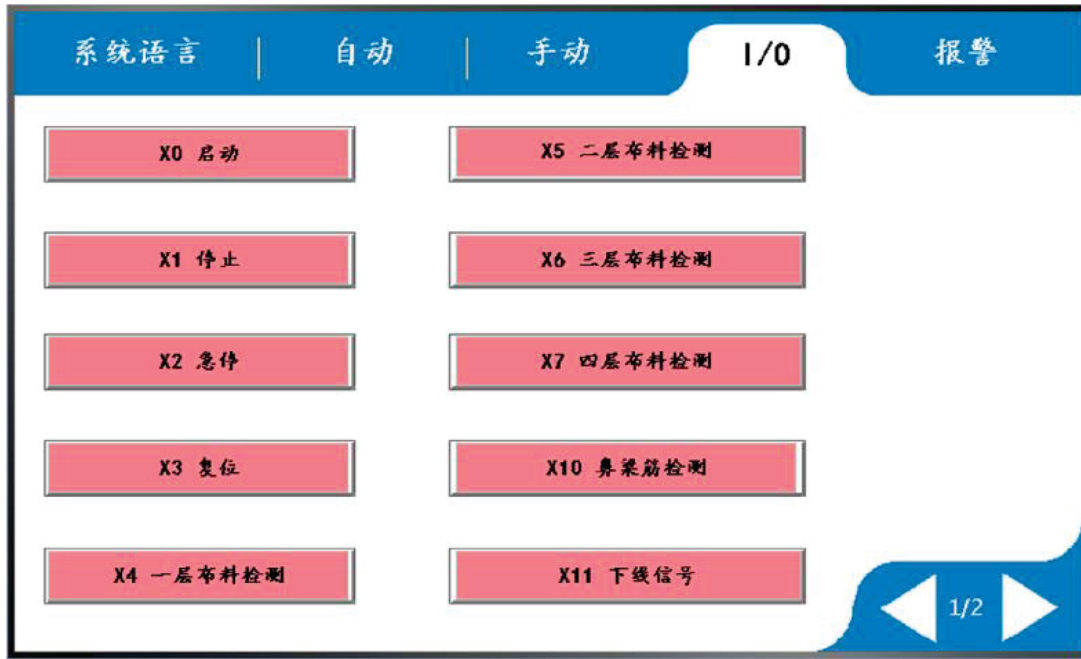 系统语言 自动 手动 I/O 报警
X0 启动
X5 二层布料检测
X1 停止
X6 三层布料检测
X2 急停
X7 四层布料检测
X3 复位
X10 鼻梁筋检测
X4 一层布料检测
X11 下线信号
1/2